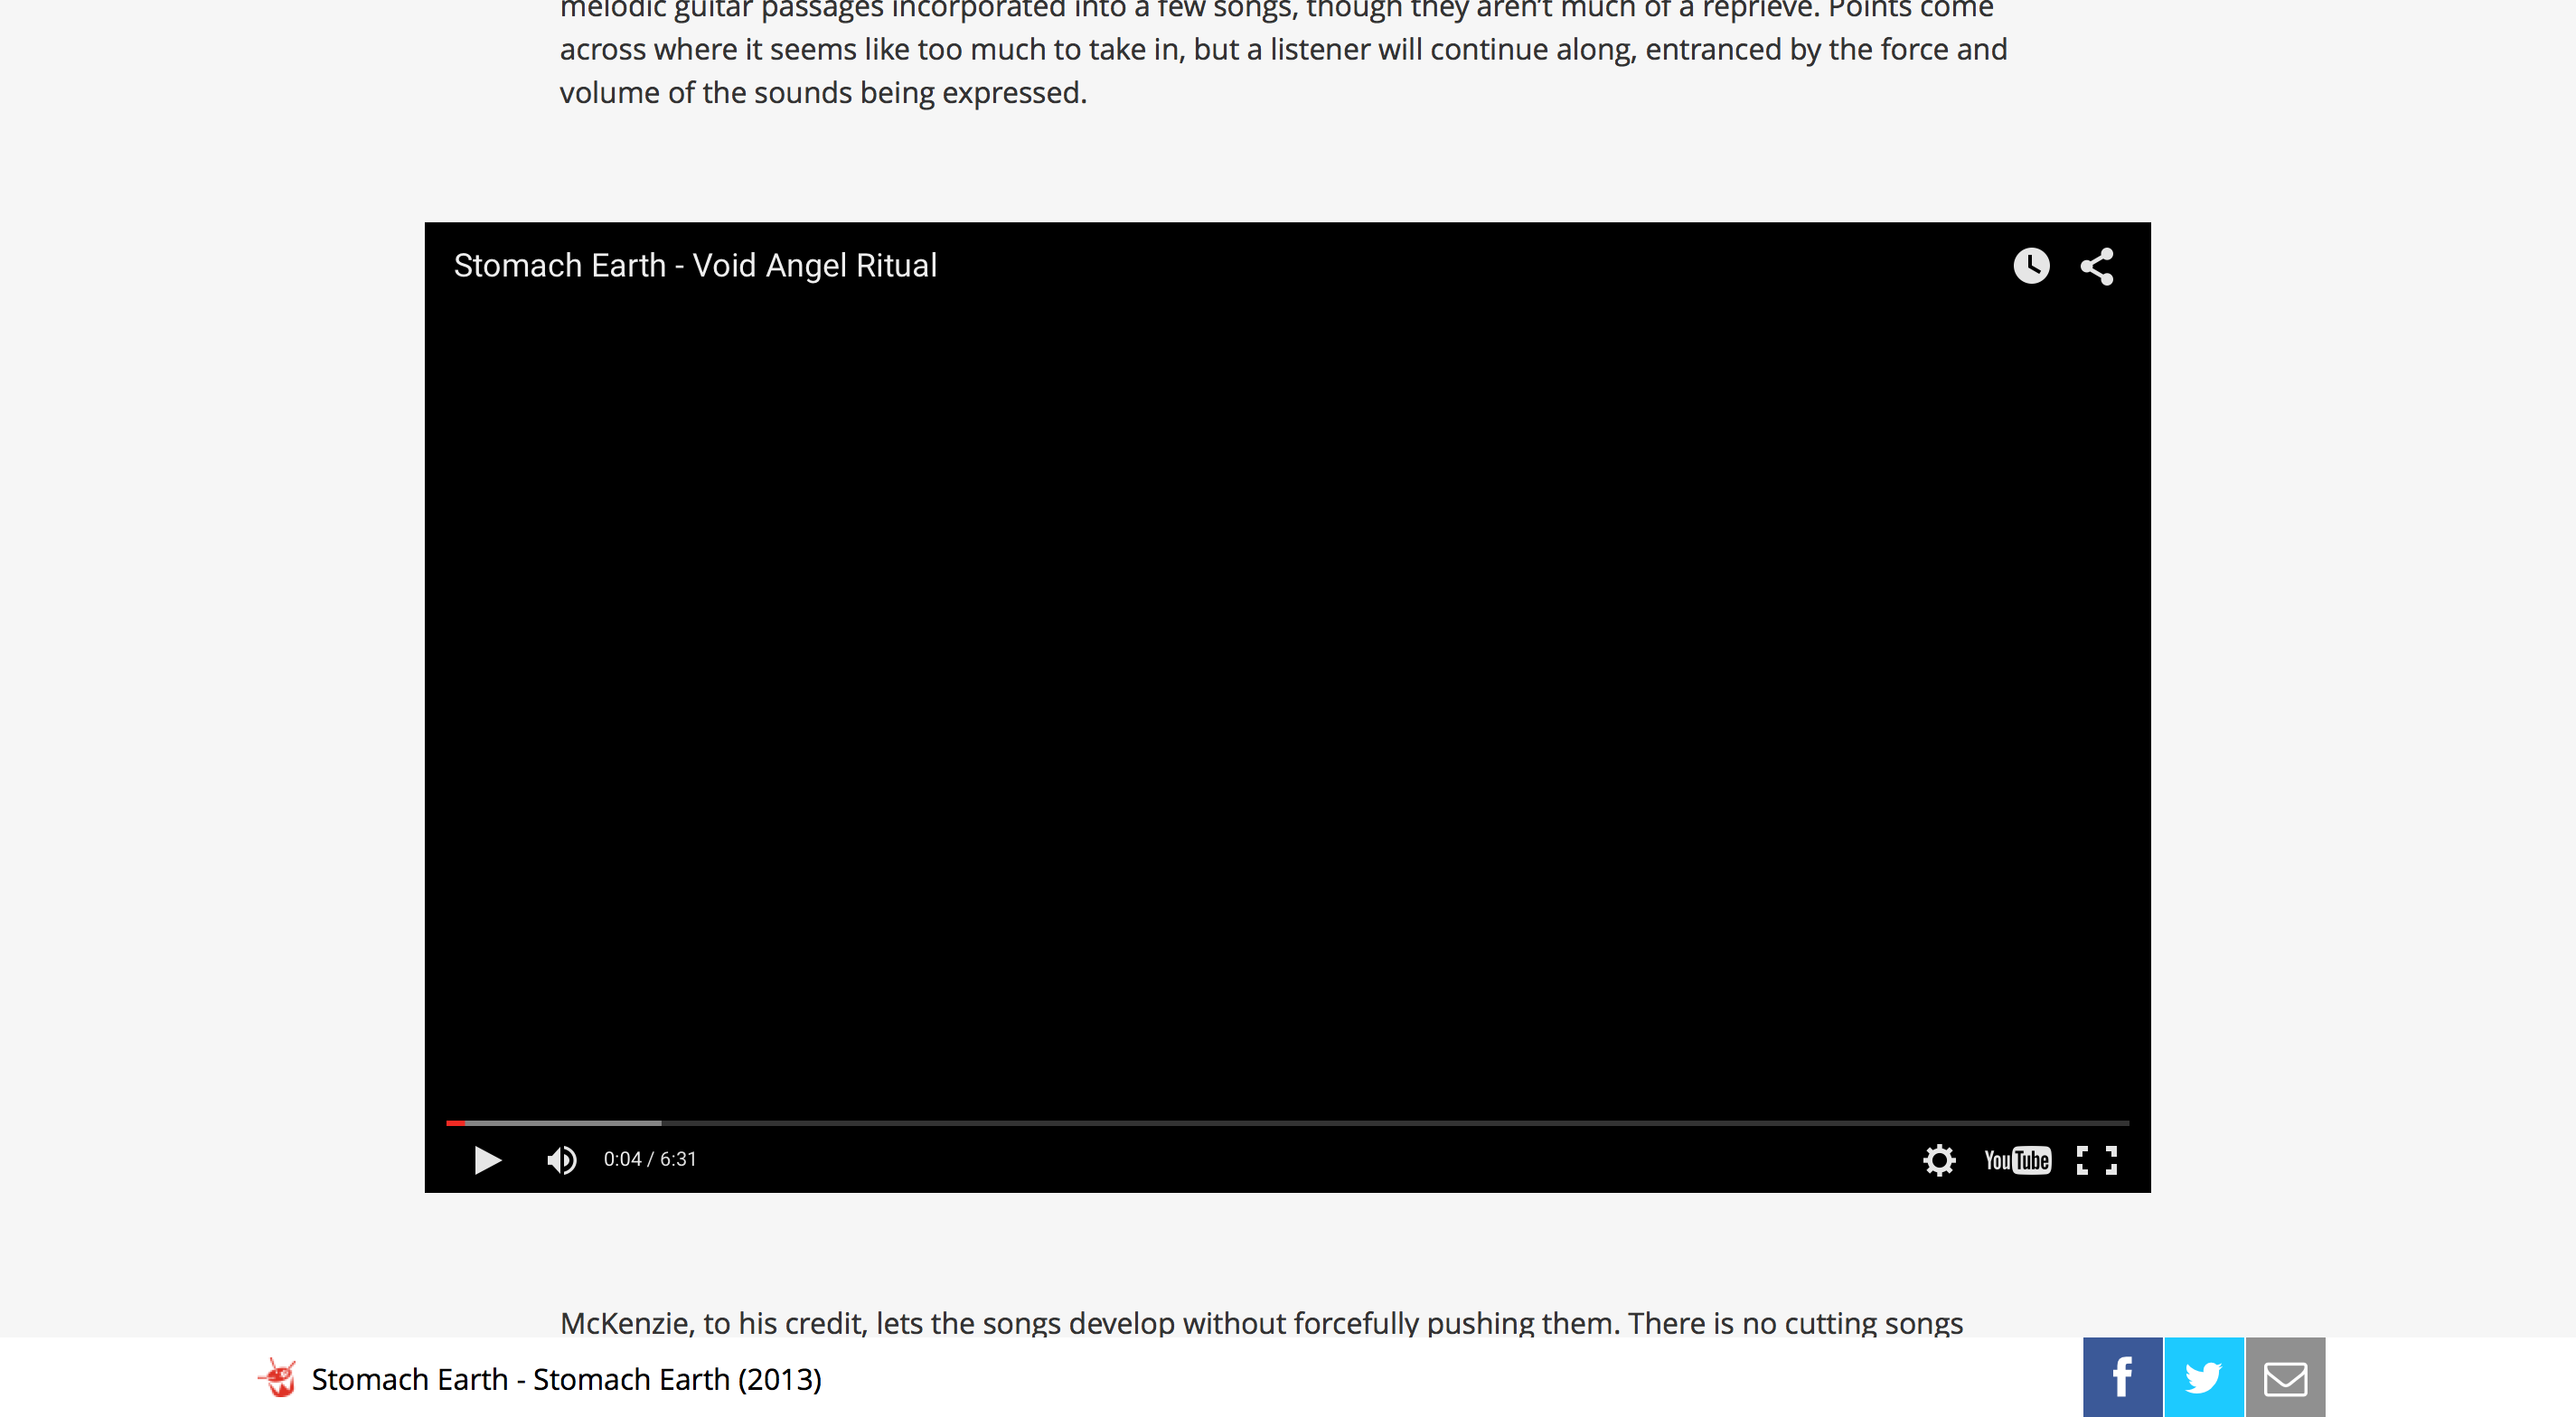 melodic guitar passages incorporated into a few songs, though they aren't much of a reprieve. Points come
across where it seems like too much to take in, but a listener will continue along, entranced by the force and
volume of the sounds being expressed.
Stomach Earth - Void Angel Ritual
0:04 / 6:31
YouTube
McKenzie, to his credit, lets the songs develop without forcefully pushing them. There is no cutting songs
Stomach Earth - Stomach Earth (2013)